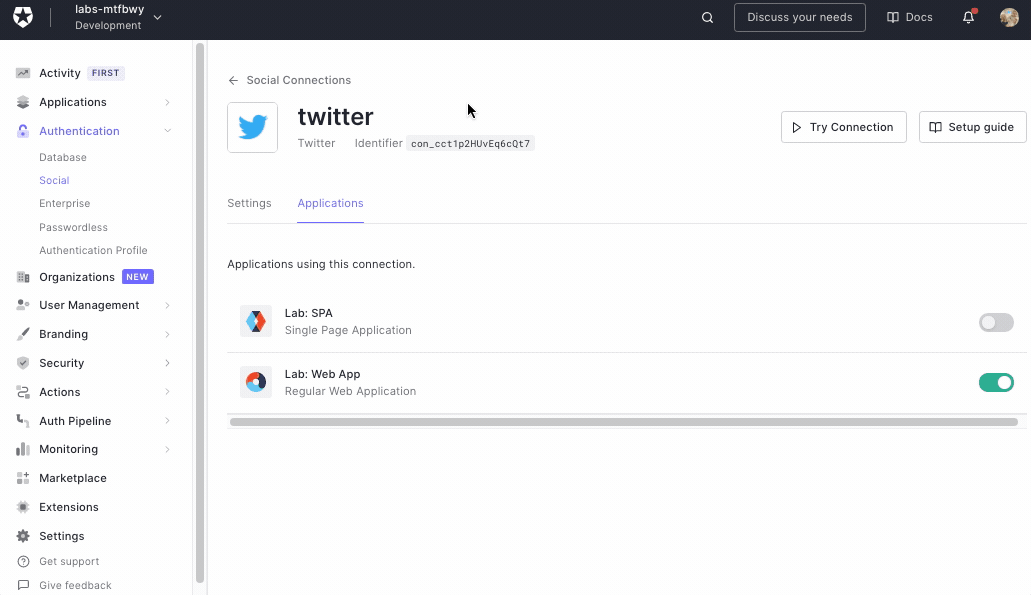 labs-mtfbwy
Development
Discuss your needs
Docs
Activity FIRST
Applications
Authentication
Database
Social
Enterprise
Passwordless
Authentication Profile
Organizations NEW
User Management
Branding
Security
Actions
Auth Pipeline
Monitoring
Marketplace
Extensions
Settings
Get support
Give feedback
Social Connections
twitter
Twitter Identifier con_cct1p2HUvEq6cQt7
Try Connection
Setup guide
Settings Applications
Applications using this connection.
Lab: SPA
Single Page Application
Lab: Web App
Regular Web Application